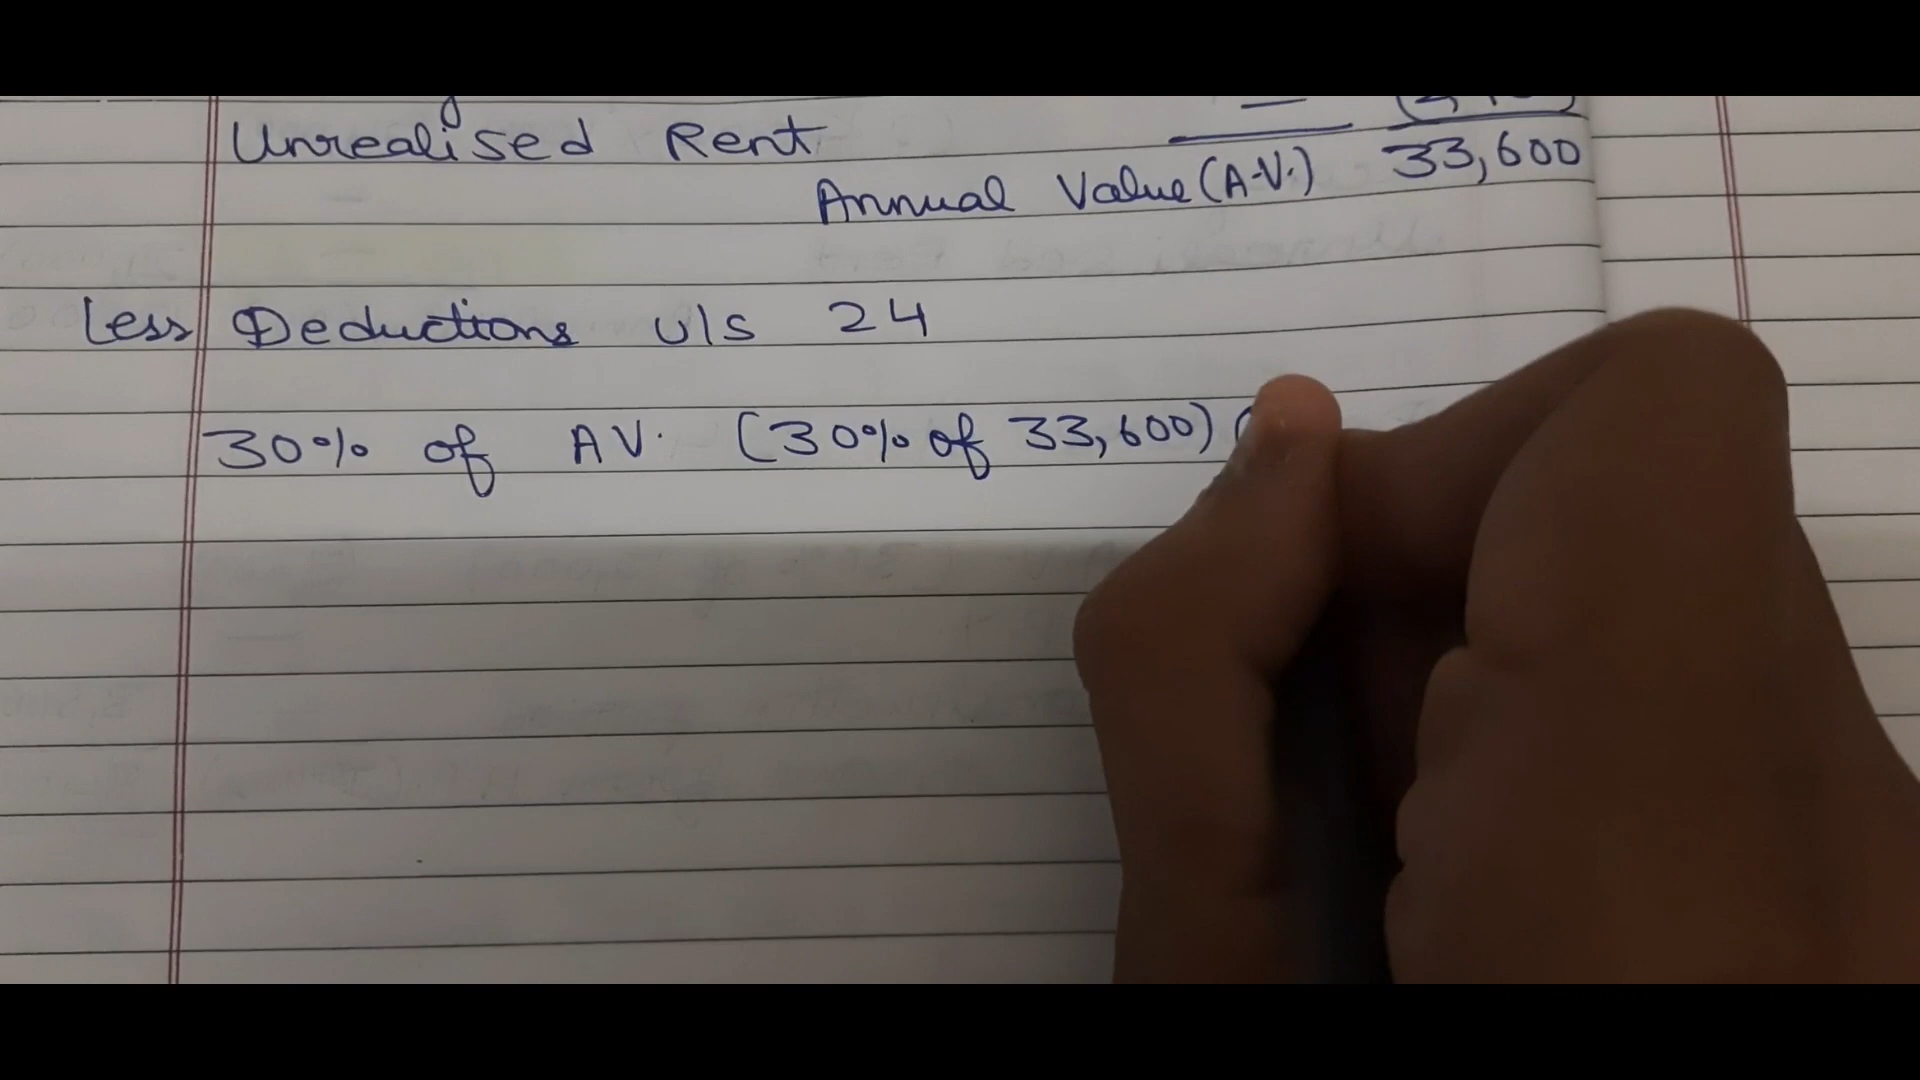 Unrealised Rent —
Annual Value (A.V.) 33,600
Less Deductions u/s 24
30% of AV. (30% of 33,600) (